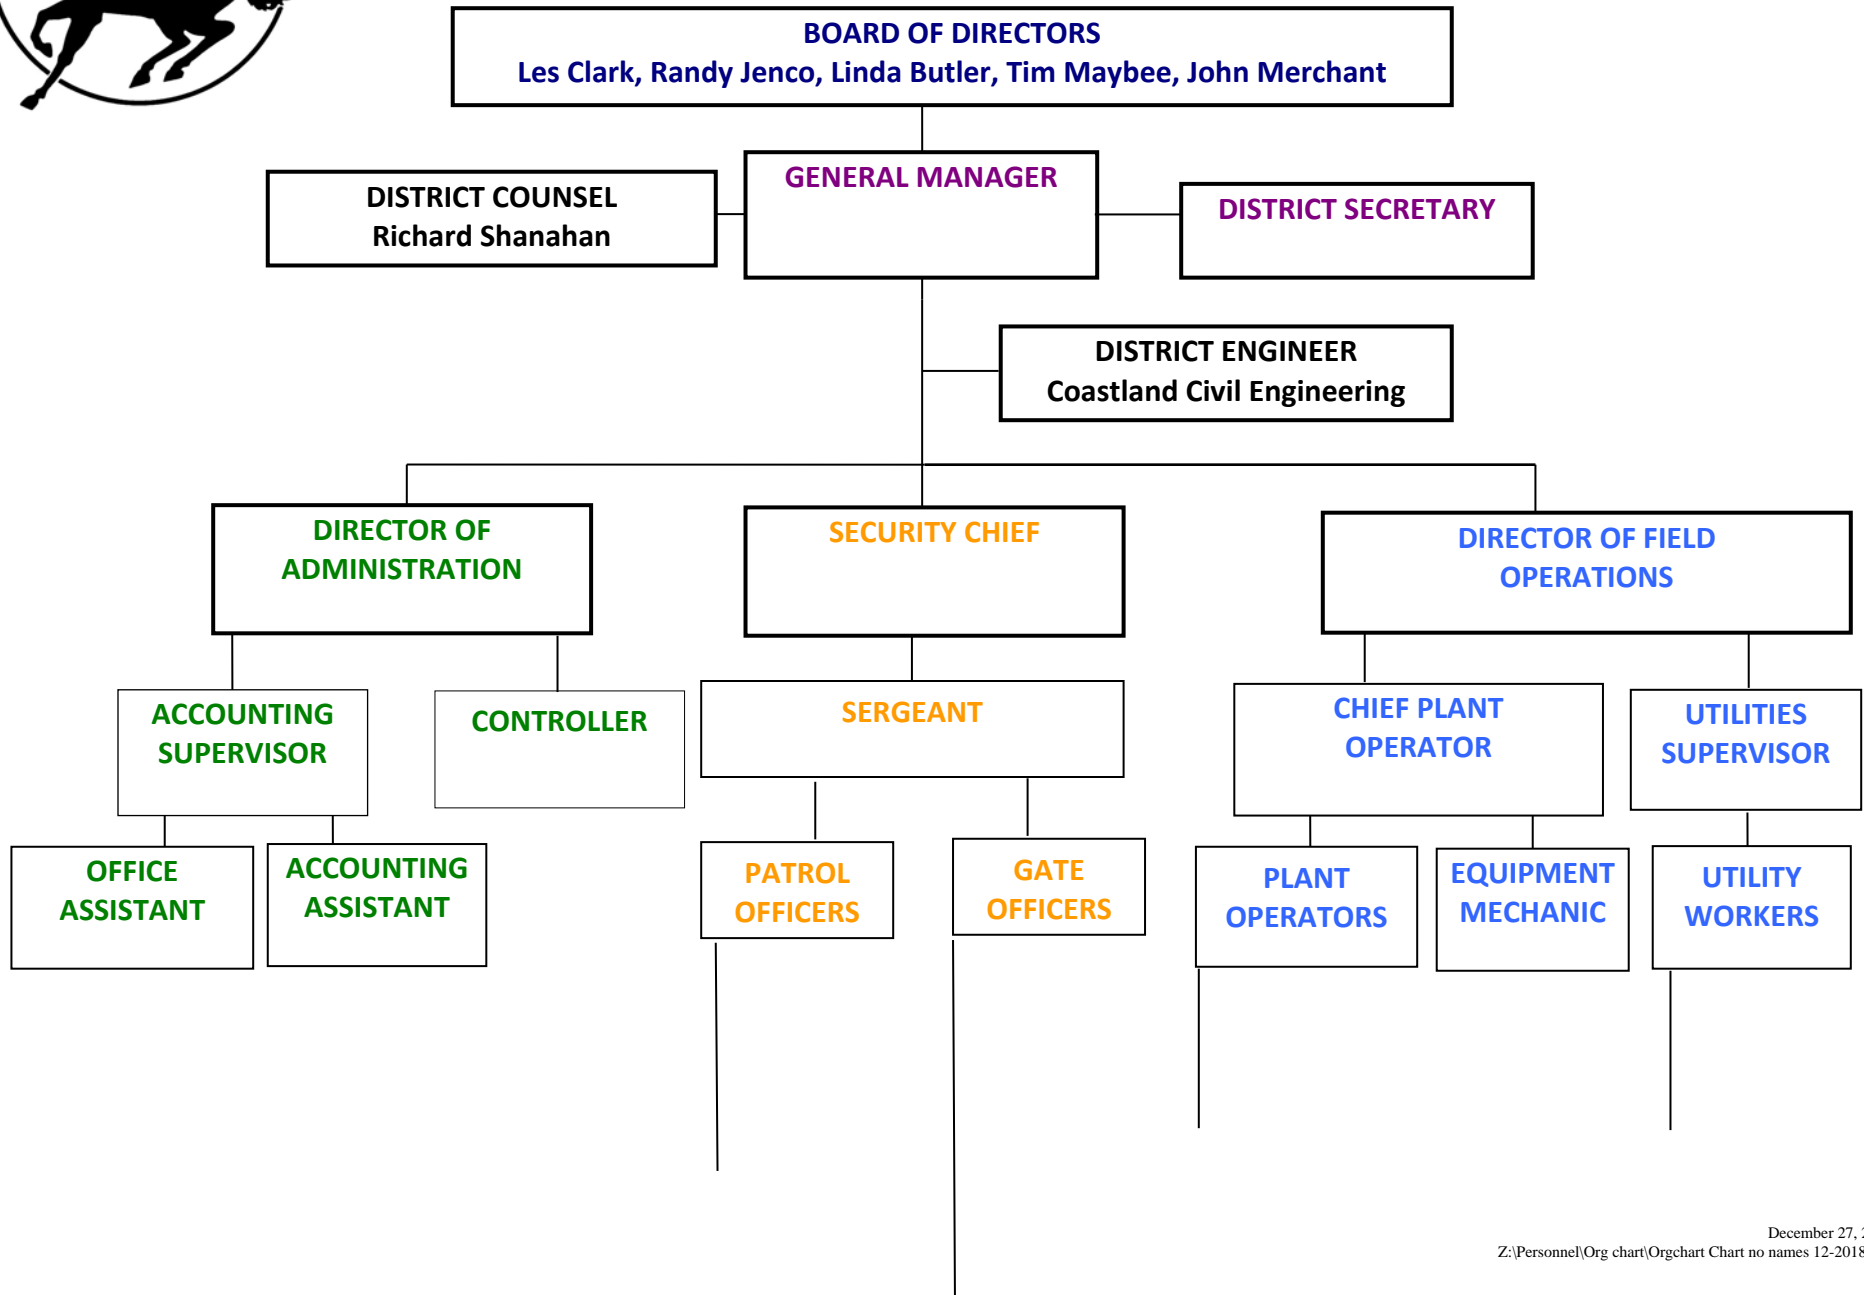 BOARD OF DIRECTORS
Les Clark, Randy Jenco, Linda Butler, Tim Maybee, John Merchant
GENERAL MANAGER
DISTRICT COUNSEL
Richard Shanahan
DISTRICT SECRETARY
DISTRICT ENGINEER
Coastland Civil Engineering
DIRECTOR OF
ADMINISTRATION
SECURITY CHIEF
DIRECTOR OF FIELD
OPERATIONS
ACCOUNTING
SUPERVISOR
CONTROLLER
SERGEANT
CHIEF PLANT
OPERATOR
UTILITIES
SUPERVISOR
OFFICE
ASSISTANT
ACCOUNTING
ASSISTANT
PATROL
OFFICERS
GATE
OFFICERS
PLANT
OPERATORS
EQUIPMENT
MECHANIC
UTILITY
WORKERS
December 27,
Z:\Personnel\Org chart\Orgchart Chart no names 12-2018